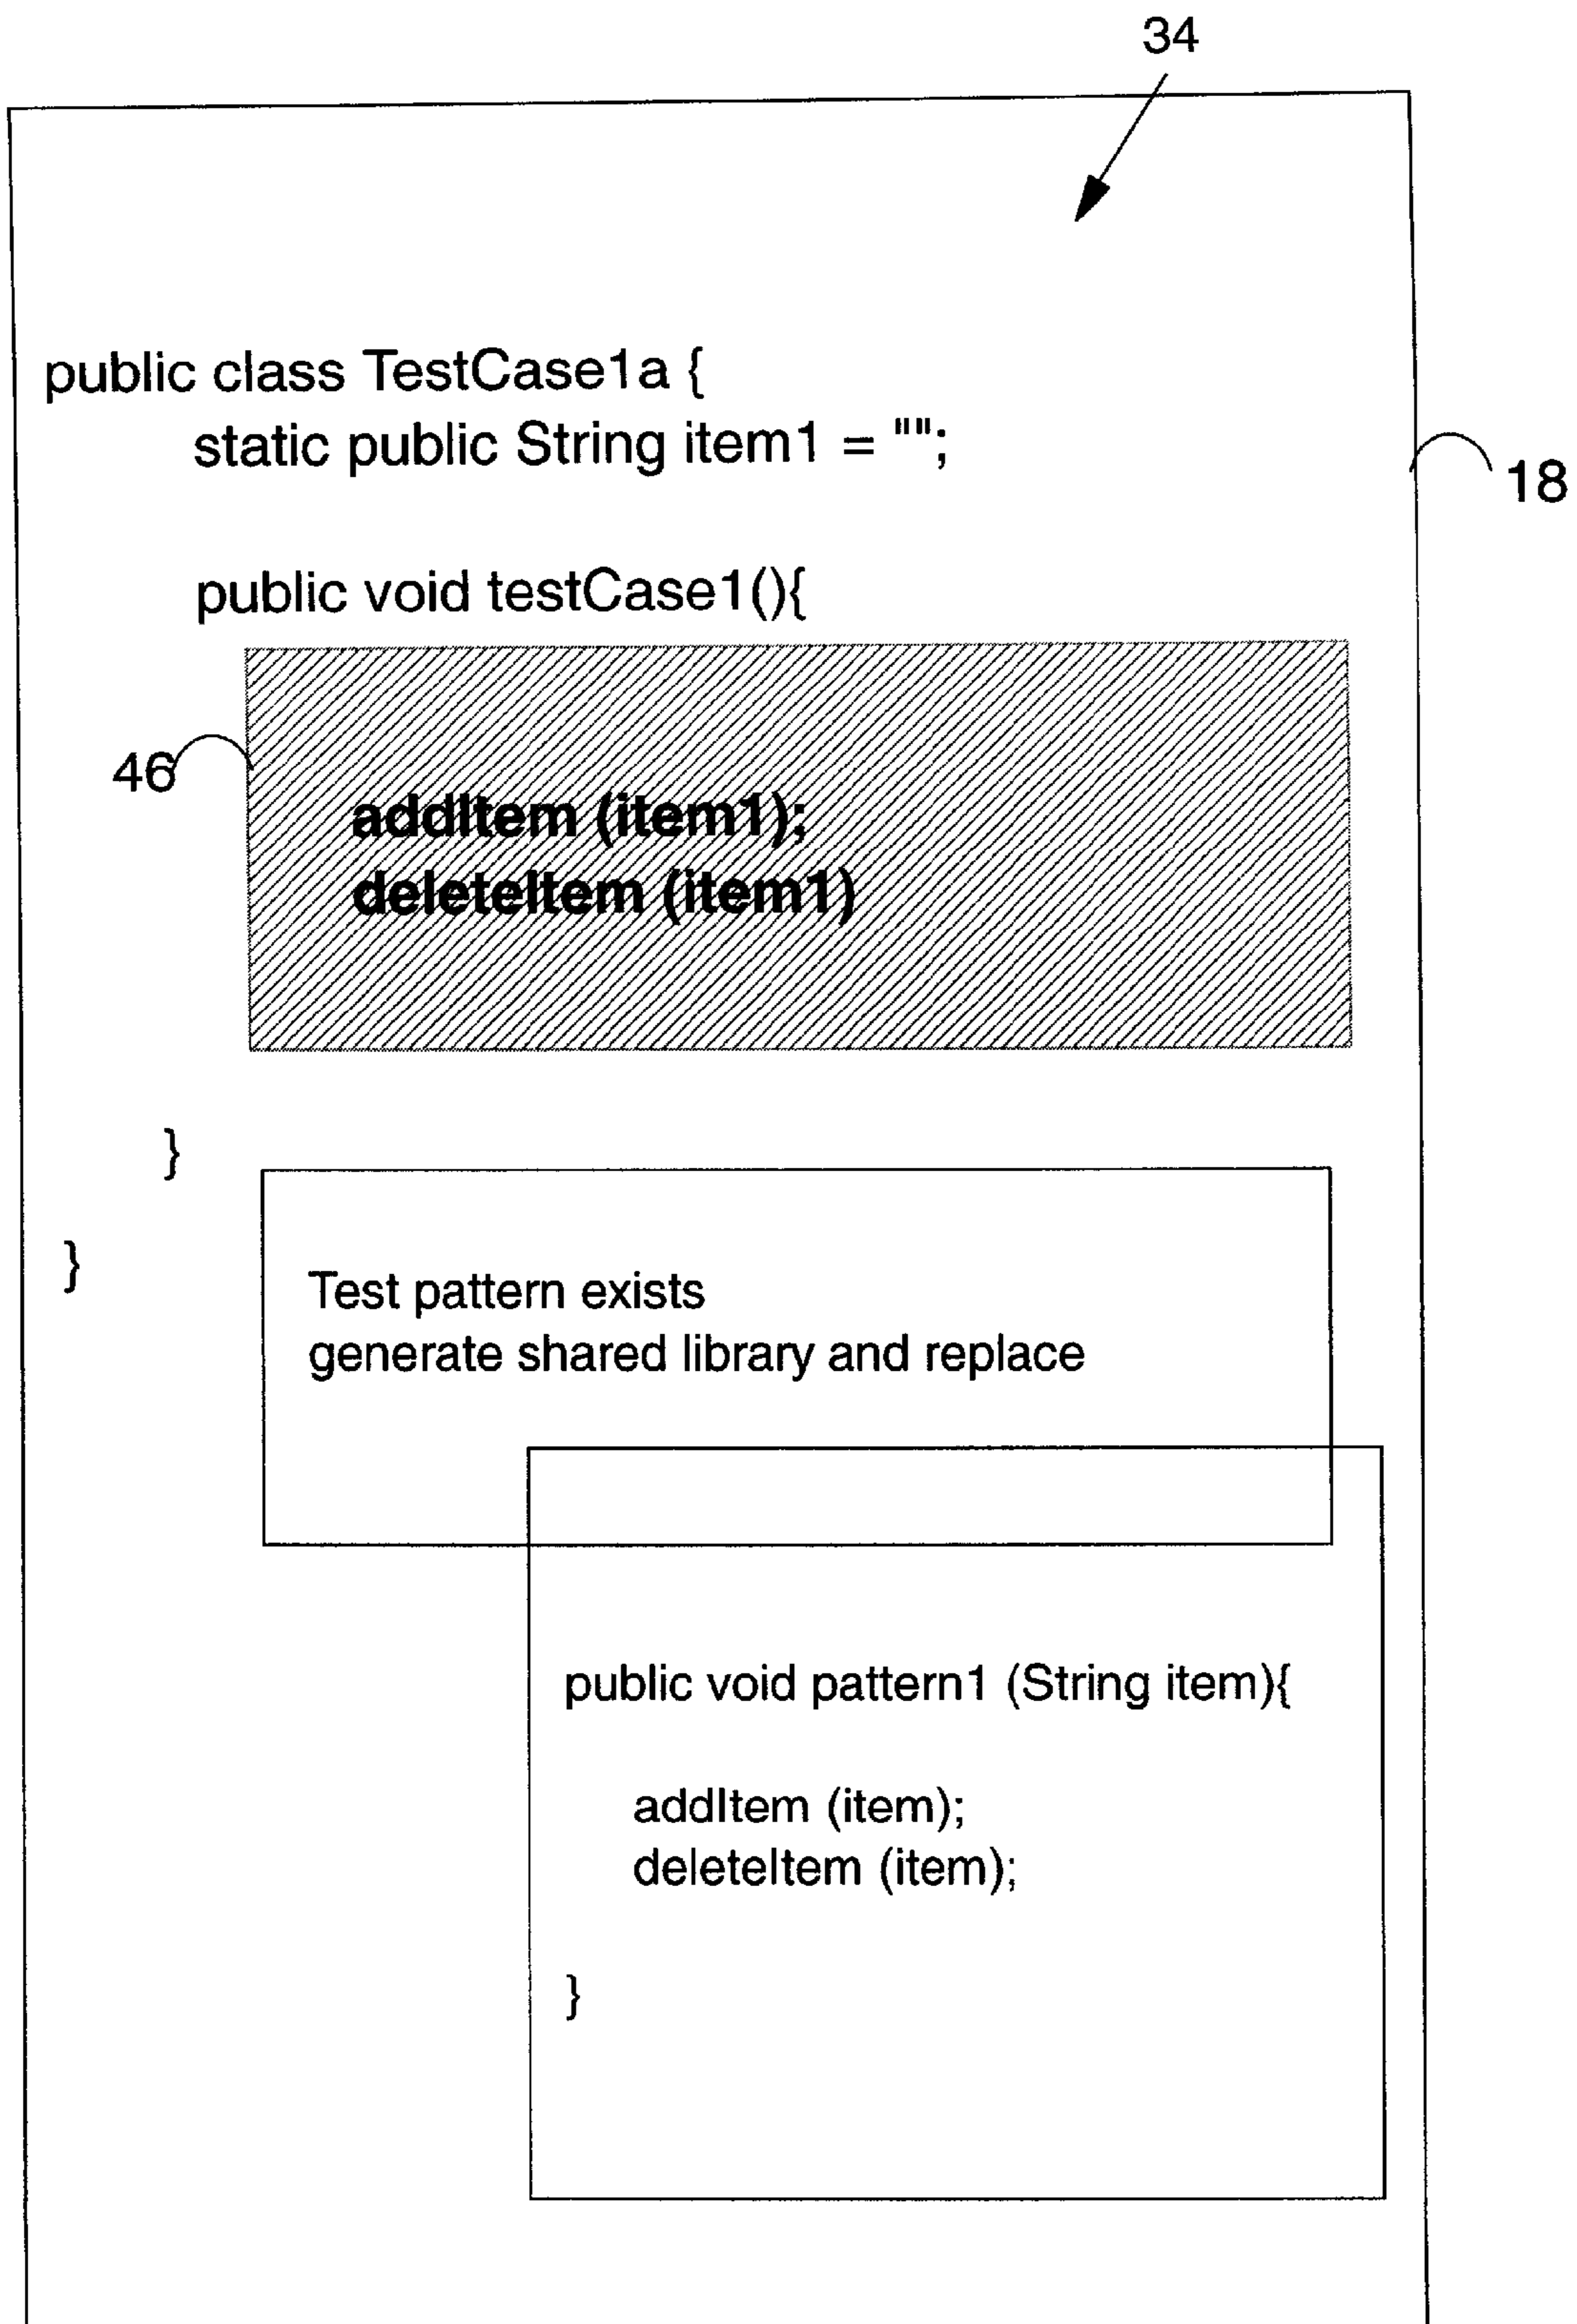 34
public class TestCase1a {
static public String item1 = "";
18
public void testCase1(){
46
addItem (item1);
deleteItem (item1)
}
}
Test pattern exists
generate shared library and replace
public void pattern1 (String item){
addItem (item);
deleteItem (item);
}